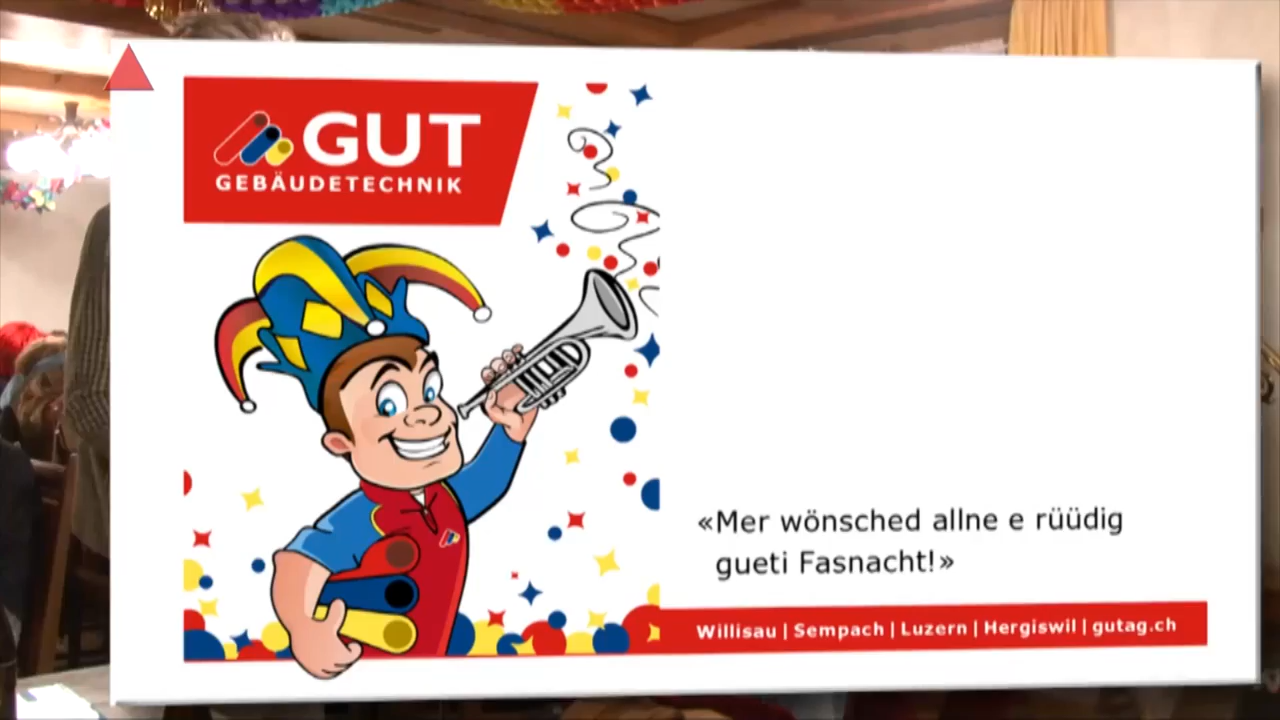 GUT
GEBÄUDETECHNIK
«Mer wönsched allne e rüüdig
gueti Fasnacht!»
Willisau | Sempach | Luzern | Hergiswil | gutag.ch